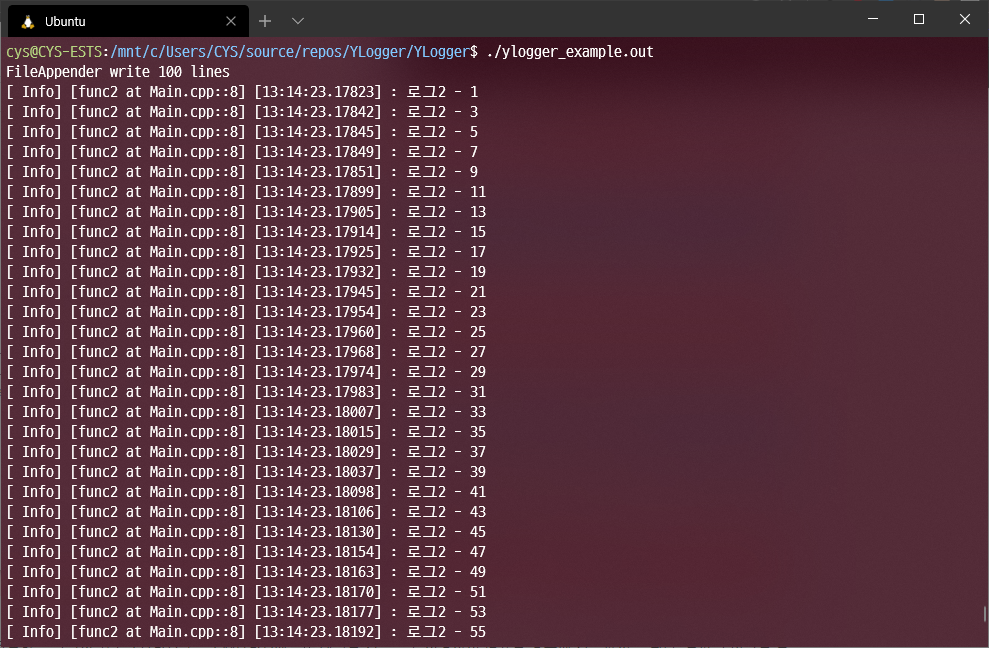 Ubuntu
cys@CYS-ESTS:/mnt/c/Users/CYS/source/repos/YLogger/YLogger$ ./ylogger_example.out
FileAppender write 100 lines
[ Info] [func2 at Main.cpp::8] [13:14:23.17823] : 로그2 - 1
[ Info] [func2 at Main.cpp::8] [13:14:23.17842] : 로그2 - 3
[ Info] [func2 at Main.cpp::8] [13:14:23.17845] : 로그2 - 5
[ Info] [func2 at Main.cpp::8] [13:14:23.17849] : 로그2 - 7
[ Info] [func2 at Main.cpp::8] [13:14:23.17851] : 로그2 - 9
[ Info] [func2 at Main.cpp::8] [13:14:23.17899] : 로그2 - 11
[ Info] [func2 at Main.cpp::8] [13:14:23.17905] : 로그2 - 13
[ Info] [func2 at Main.cpp::8] [13:14:23.17914] : 로그2 - 15
[ Info] [func2 at Main.cpp::8] [13:14:23.17925] : 로그2 - 17
[ Info] [func2 at Main.cpp::8] [13:14:23.17932] : 로그2 - 19
[ Info] [func2 at Main.cpp::8] [13:14:23.17945] : 로그2 - 21
[ Info] [func2 at Main.cpp::8] [13:14:23.17954] : 로그2 - 23
[ Info] [func2 at Main.cpp::8] [13:14:23.17960] : 로그2 - 25
[ Info] [func2 at Main.cpp::8] [13:14:23.17968] : 로그2 - 27
[ Info] [func2 at Main.cpp::8] [13:14:23.17974] : 로그2 - 29
[ Info] [func2 at Main.cpp::8] [13:14:23.17983] : 로그2 - 31
[ Info] [func2 at Main.cpp::8] [13:14:23.18007] : 로그2 - 33
[ Info] [func2 at Main.cpp::8] [13:14:23.18015] : 로그2 - 35
[ Info] [func2 at Main.cpp::8] [13:14:23.18029] : 로그2 - 37
[ Info] [func2 at Main.cpp::8] [13:14:23.18037] : 로그2 - 39
[ Info] [func2 at Main.cpp::8] [13:14:23.18098] : 로그2 - 41
[ Info] [func2 at Main.cpp::8] [13:14:23.18106] : 로그2 - 43
[ Info] [func2 at Main.cpp::8] [13:14:23.18130] : 로그2 - 45
[ Info] [func2 at Main.cpp::8] [13:14:23.18154] : 로그2 - 47
[ Info] [func2 at Main.cpp::8] [13:14:23.18163] : 로그2 - 49
[ Info] [func2 at Main.cpp::8] [13:14:23.18170] : 로그2 - 51
[ Info] [func2 at Main.cpp::8] [13:14:23.18177] : 로그2 - 53
[ Info] [func2 at Main.cpp::8] [13:14:23.18192] : 로그2 - 55